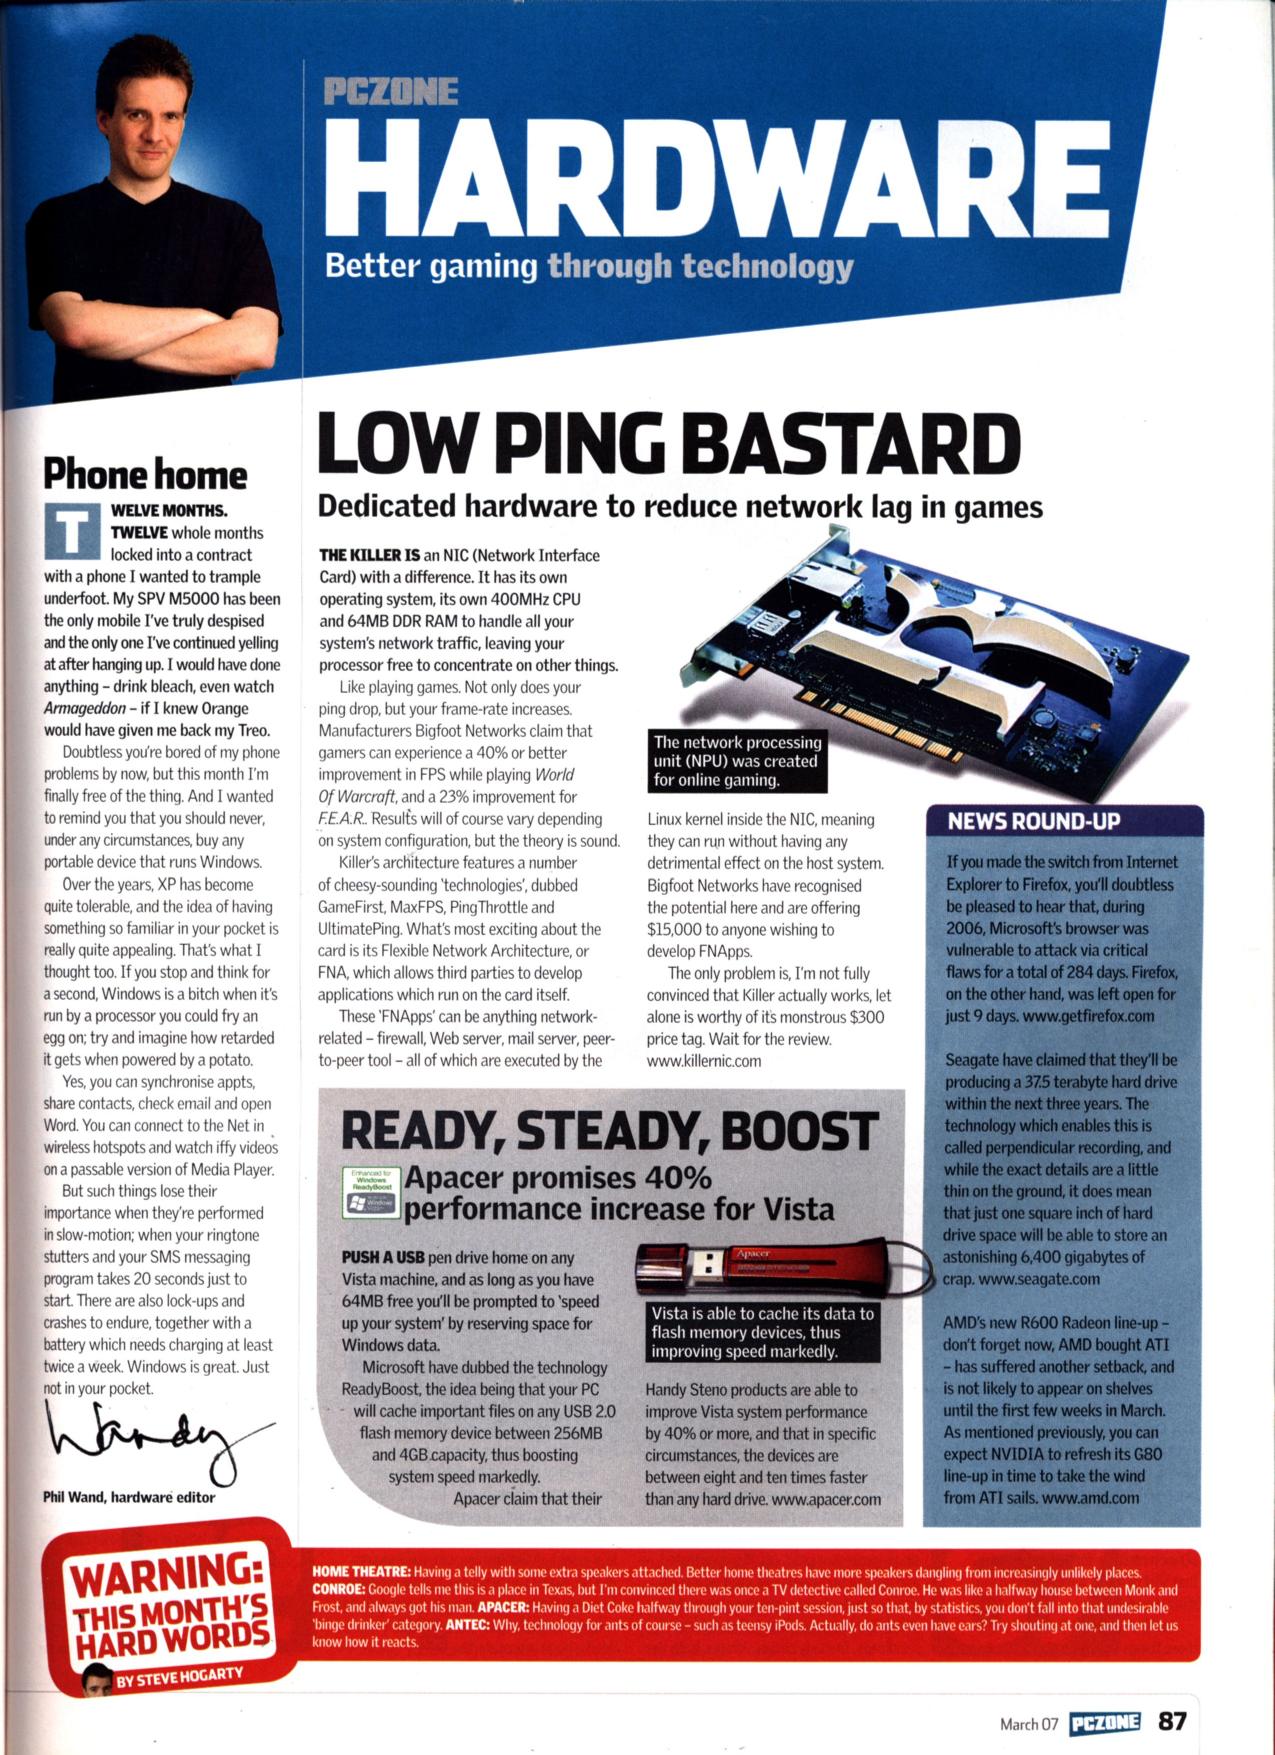 PCZONE
HARDWARE
Better gaming through technology
Phone home
TWELVE MONTHS.
TWELVE whole months
locked into a contract
with a phone I wanted to trample
underfoot. My SPV M5000 has been
the only mobile I've truly despised
and the only one I've continued yelling
at after hanging up. I would have done
anything – drink bleach, even watch
Armageddon – if I knew Orange
would have given me back my Treo.
Doubtless you're bored of my phone
problems by now, but this month I'm
finally free of the thing. And I wanted
to remind you that you should never,
under any circumstances, buy any
portable device that runs Windows.
Over the years, XP has become
quite tolerable, and the idea of having
something so familiar in your pocket is
really quite appealing. That's what I
thought too. If you stop and think for
a second, Windows is a bitch when it's
run by a processor you could fry an
egg on; try and imagine how retarded
it gets when powered by a potato.
Yes, you can synchronise appts,
share contacts, check email and open
Word. You can connect to the Net in
wireless hotspots and watch iffy videos
on a passable version of Media Player.
But such things lose their
importance when they're performed
in slow-motion; when your ringtone
stutters and your SMS messaging
program takes 20 seconds just to
start. There are also lock-ups and
crashes to endure, together with a
battery which needs charging at least
twice a week. Windows is great. Just
not in your pocket.
Wandy
Phil Wand, hardware editor
LOW PING BASTARD
Dedicated hardware to reduce network lag in games
THE KILLER IS an NIC (Network Interface
Card) with a difference. It has its own
operating system, its own 400MHz CPU
and 64MB DDR RAM to handle all your
system's network traffic, leaving your
processor free to concentrate on other things.
Like playing games. Not only does your
ping drop, but your frame-rate increases.
Manufacturers Bigfoot Networks claim that
gamers can experience a 40% or better
improvement in FPS while playing World
Of Warcraft, and a 23% improvement for
F.E.A.R.. Results will of course vary depending
on system configuration, but the theory is sound.
Killer's architecture features a number
of cheesy-sounding 'technologies', dubbed
GameFirst, MaxFPS, PingThrottle and
UltimatePing. What's most exciting about the
card is its Flexible Network Architecture, or
FNA, which allows third parties to develop
applications which run on the card itself.
These 'FNApps' can be anything network-
related – firewall, Web server, mail server, peer-
to-peer tool – all of which are executed by the
The network processing
unit (NPU) was created
for online gaming.
Linux kernel inside the NIC, meaning
they can run without having any
detrimental effect on the host system.
Bigfoot Networks have recognised
the potential here and are offering
$15,000 to anyone wishing to
develop FNApps.
The only problem is, I'm not fully
convinced that Killer actually works, let
alone is worthy of its monstrous $300
price tag. Wait for the review.
www.killernic.com
READY, STEADY, BOOST
Enhanced for
Windows
ReadyBoost
Apacer promises 40%
performance increase for Vista
PUSH A USB pen drive home on any
Vista machine, and as long as you have
64MB free you'll be prompted to 'speed
up your system' by reserving space for
Windows data.
Microsoft have dubbed the technology
ReadyBoost, the idea being that your PC
will cache important files on any USB 2.0
flash memory device between 256MB
and 4GB capacity, thus boosting
system speed markedly.
Apacer claim that their
Apacer
Vista is able to cache its data to
flash memory devices, thus
improving speed markedly.
Handy Steno products are able to
improve Vista system performance
by 40% or more, and that in specific
circumstances, the devices are
between eight and ten times faster
than any hard drive. www.apacer.com
NEWS ROUND-UP
If you made the switch from Internet
Explorer to Firefox, you'll doubtless
be pleased to hear that, during
2006, Microsoft's browser was
vulnerable to attack via critical
flaws for a total of 284 days. Firefox,
on the other hand, was left open for
just 9 days. www.getfirefox.com
Seagate have claimed that they'll be
producing a 37.5 terabyte hard drive
within the next three years. The
technology which enables this is
called perpendicular recording, and
while the exact details are a little
thin on the ground, it does mean
that just one square inch of hard
drive space will be able to store an
astonishing 6,400 gigabytes of
crap. www.seagate.com
AMD's new R600 Radeon line-up –
don't forget now, AMD bought ATI
– has suffered another setback, and
is not likely to appear on shelves
until the first few weeks in March.
As mentioned previously, you can
expect NVIDIA to refresh its G80
line-up in time to take the wind
from ATI sails. www.amd.com
WARNING:
THIS MONTH'S
HARD WORDS
BY STEVE HOGARTY
HOME THEATRE: Having a telly with some extra speakers attached. Better home theatres have more speakers dangling from increasingly unlikely places.
CONROE: Google tells me this is a place in Texas, but I'm convinced there was once a TV detective called Conroe. He was like a halfway house between Monk and
Frost, and always got his man. APACER: Having a Diet Coke halfway through your ten-pint session, just so that, by statistics, you don't fall into that undesirable
'binge drinker' category. ANTEC: Why, technology for ants of course – such as teensy iPods. Actually, do ants even have ears? Try shouting at one, and then let us
know how it reacts.
March 07 PCZONE 87